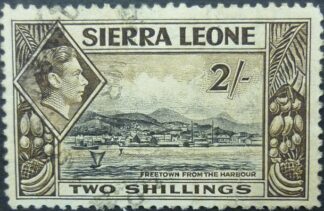 SIERRA LEONE
2/-
FREETOWN FROM THE HARBOUR
TWO SHILLINGS